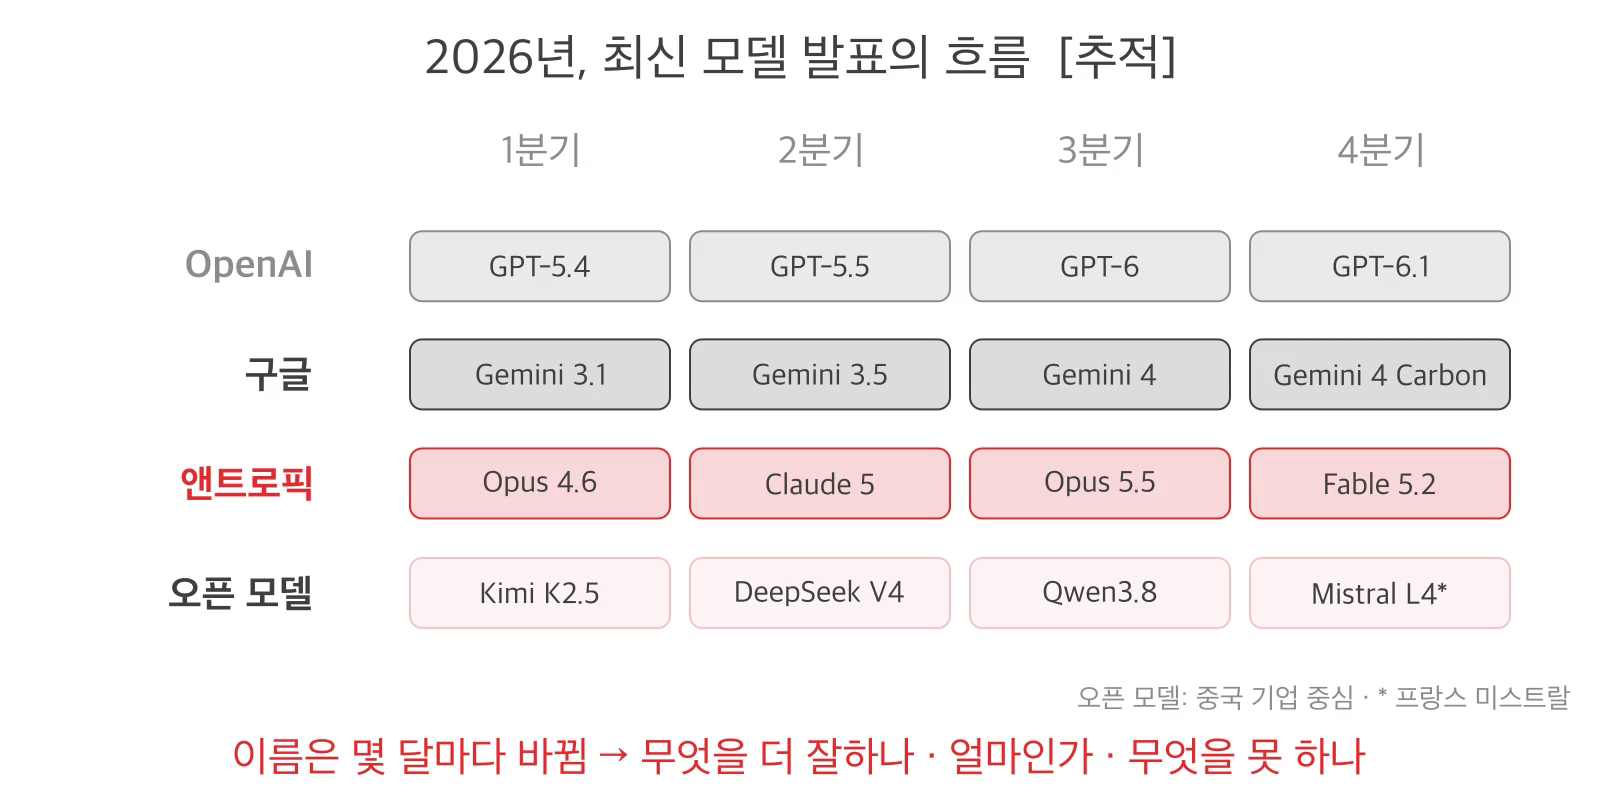 2026년, 최신 모델 발표의 흐름 [추적]
1분기 2분기 3분기 4분기
OpenAI GPT-5.4 GPT-5.5 GPT-6 GPT-6.1
구글 Gemini 3.1 Gemini 3.5 Gemini 4 Gemini 4 Carbon
앤트로픽 Opus 4.6 Claude 5 Opus 5.5 Fable 5.2
오픈 모델 Kimi K2.5 DeepSeek V4 Qwen3.8 Mistral L4*
오픈 모델: 중국 기업 중심 · * 프랑스 미스트랄
이름은 몇 달마다 바뀜 → 무엇을 더 잘하나 · 얼마인가 · 무엇을 못 하나